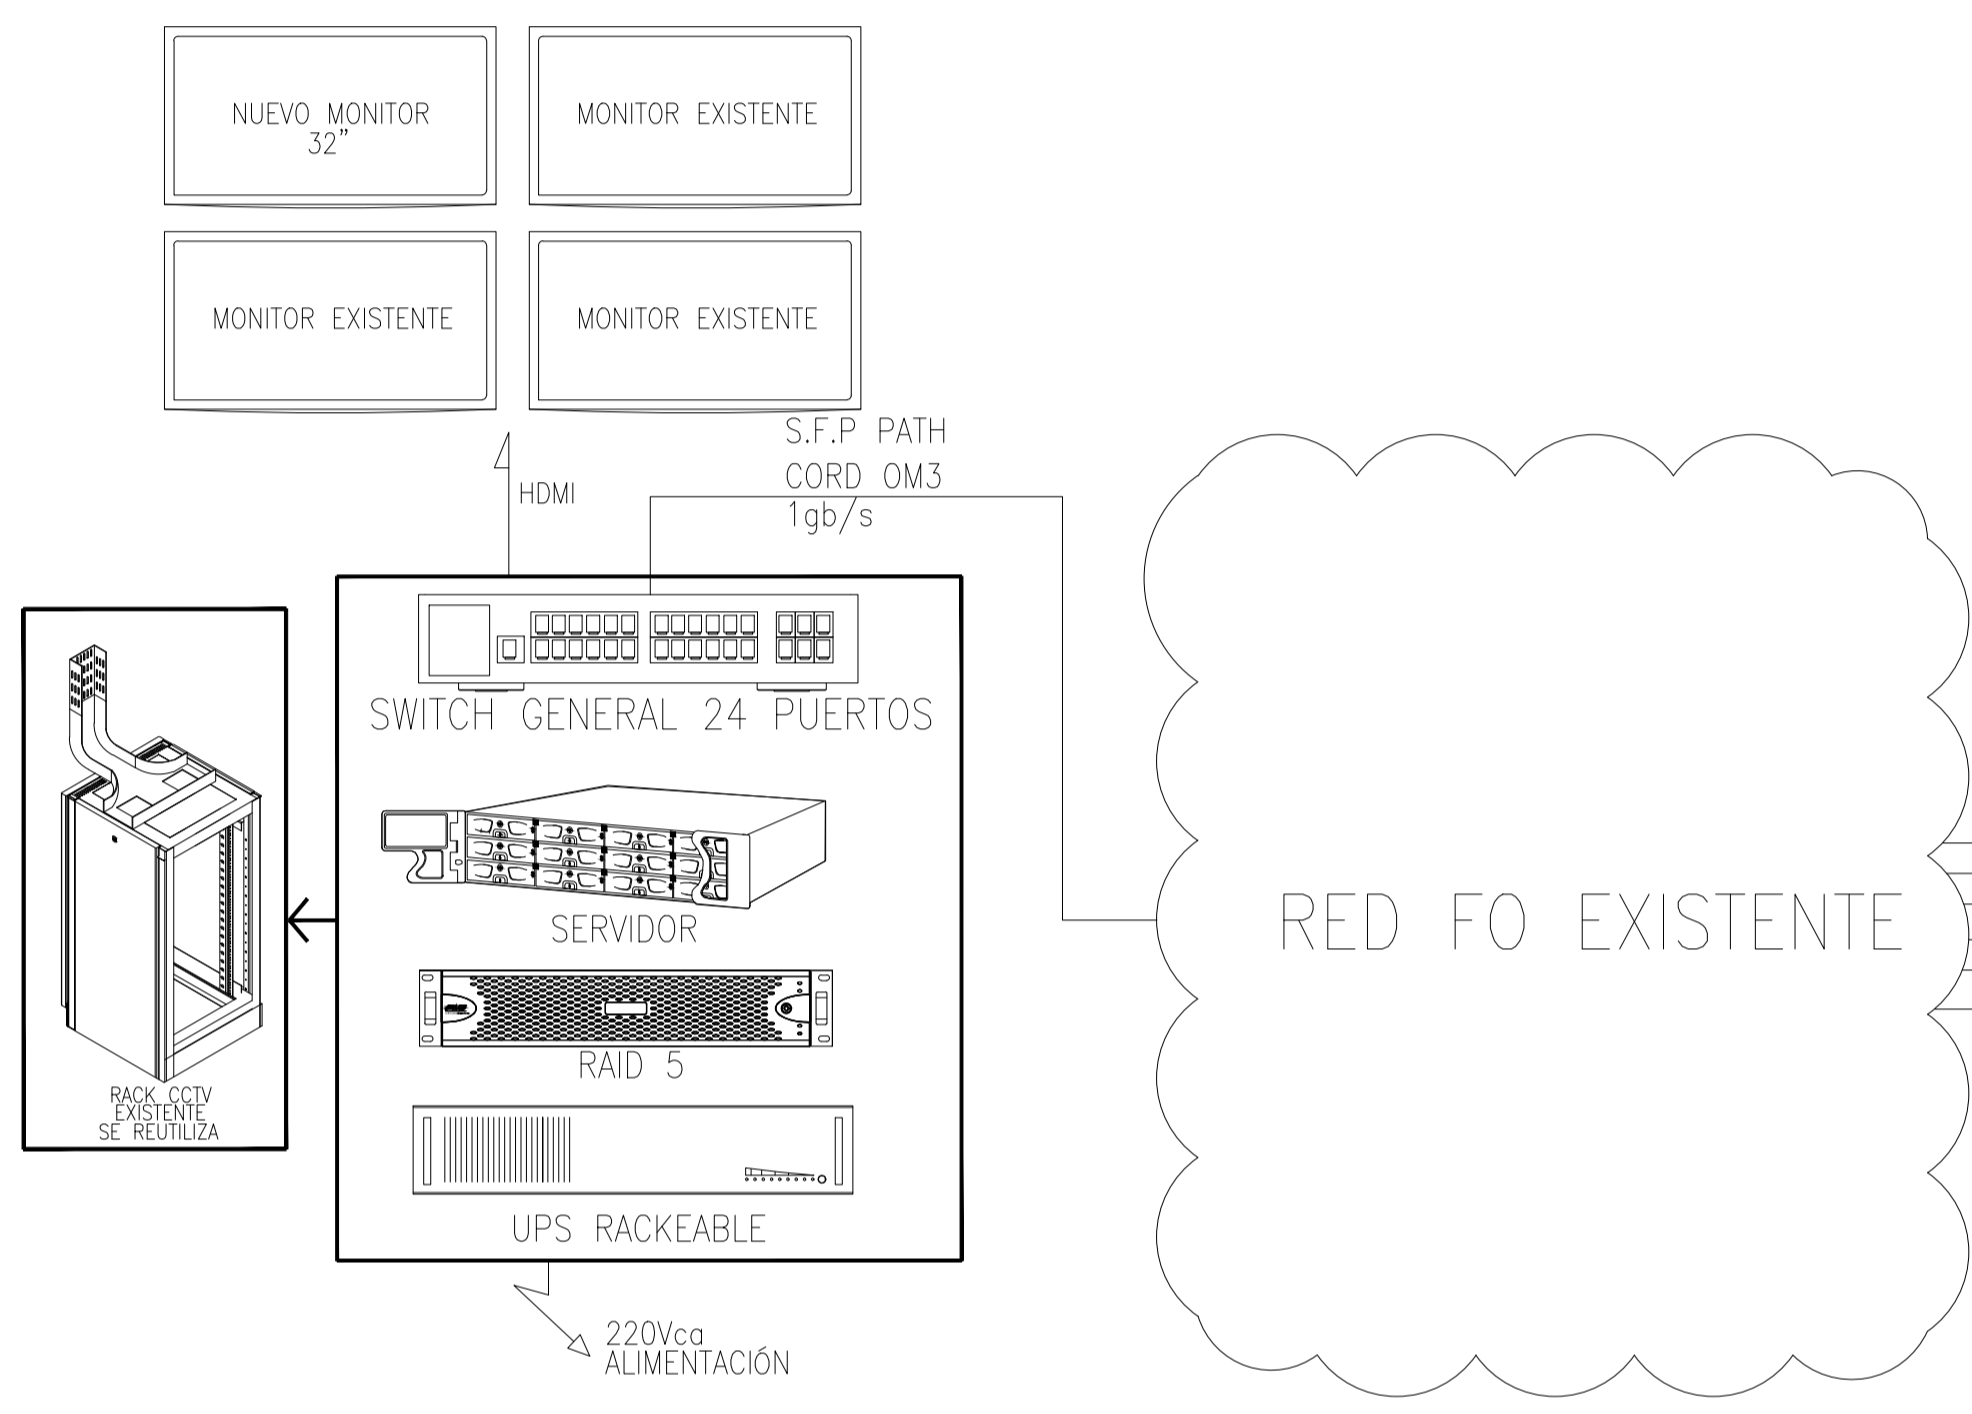 NUEVO MONITOR
32"
MONITOR EXISTENTE
MONITOR EXISTENTE
MONITOR EXISTENTE
S.F.P PATH
CORD OM3
1gb/s
HDMI
SWITCH GENERAL 24 PUERTOS
SERVIDOR
RAID 5
UPS RACKEABLE
RACK CCTV
EXISTENTE
SE REUTILIZA
220Vca
ALIMENTACIÓN
RED FO EXISTENTE